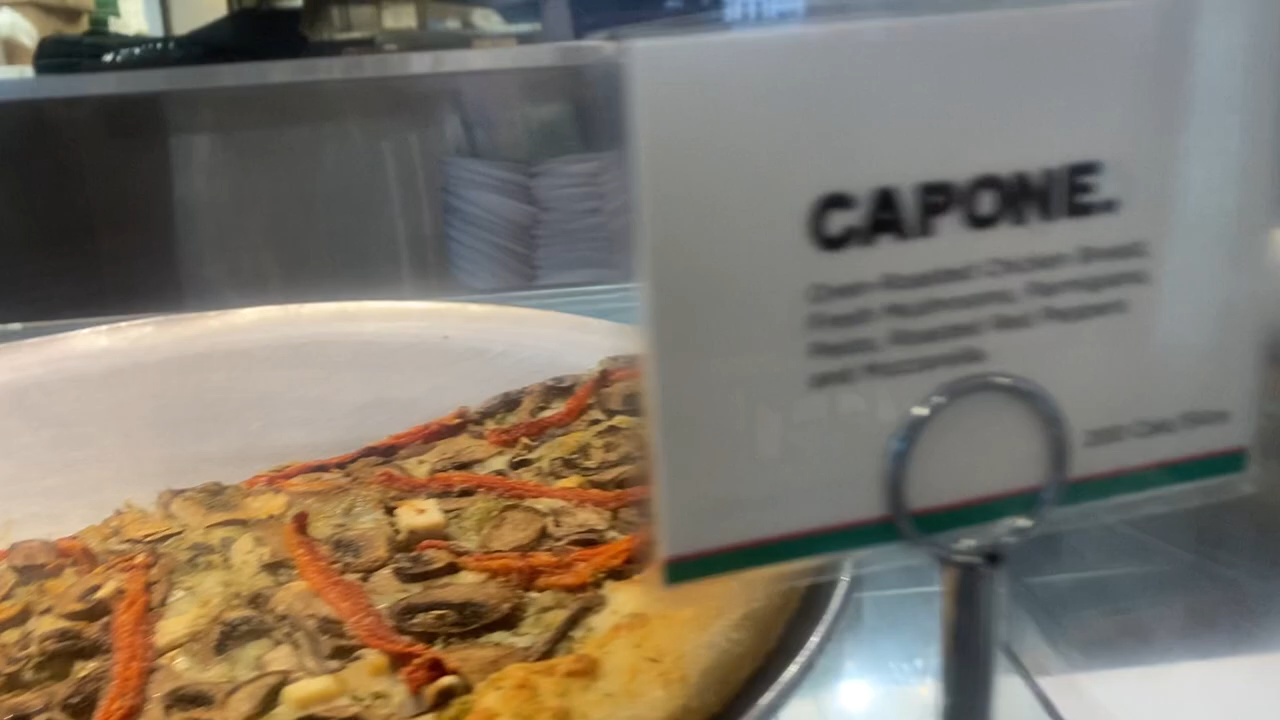 CAPONE.
Oven-Roasted Chicken Breast,
Fresh Mushrooms, Parmigiano,
Pesto, Roasted Red Peppers
and Mozzarella